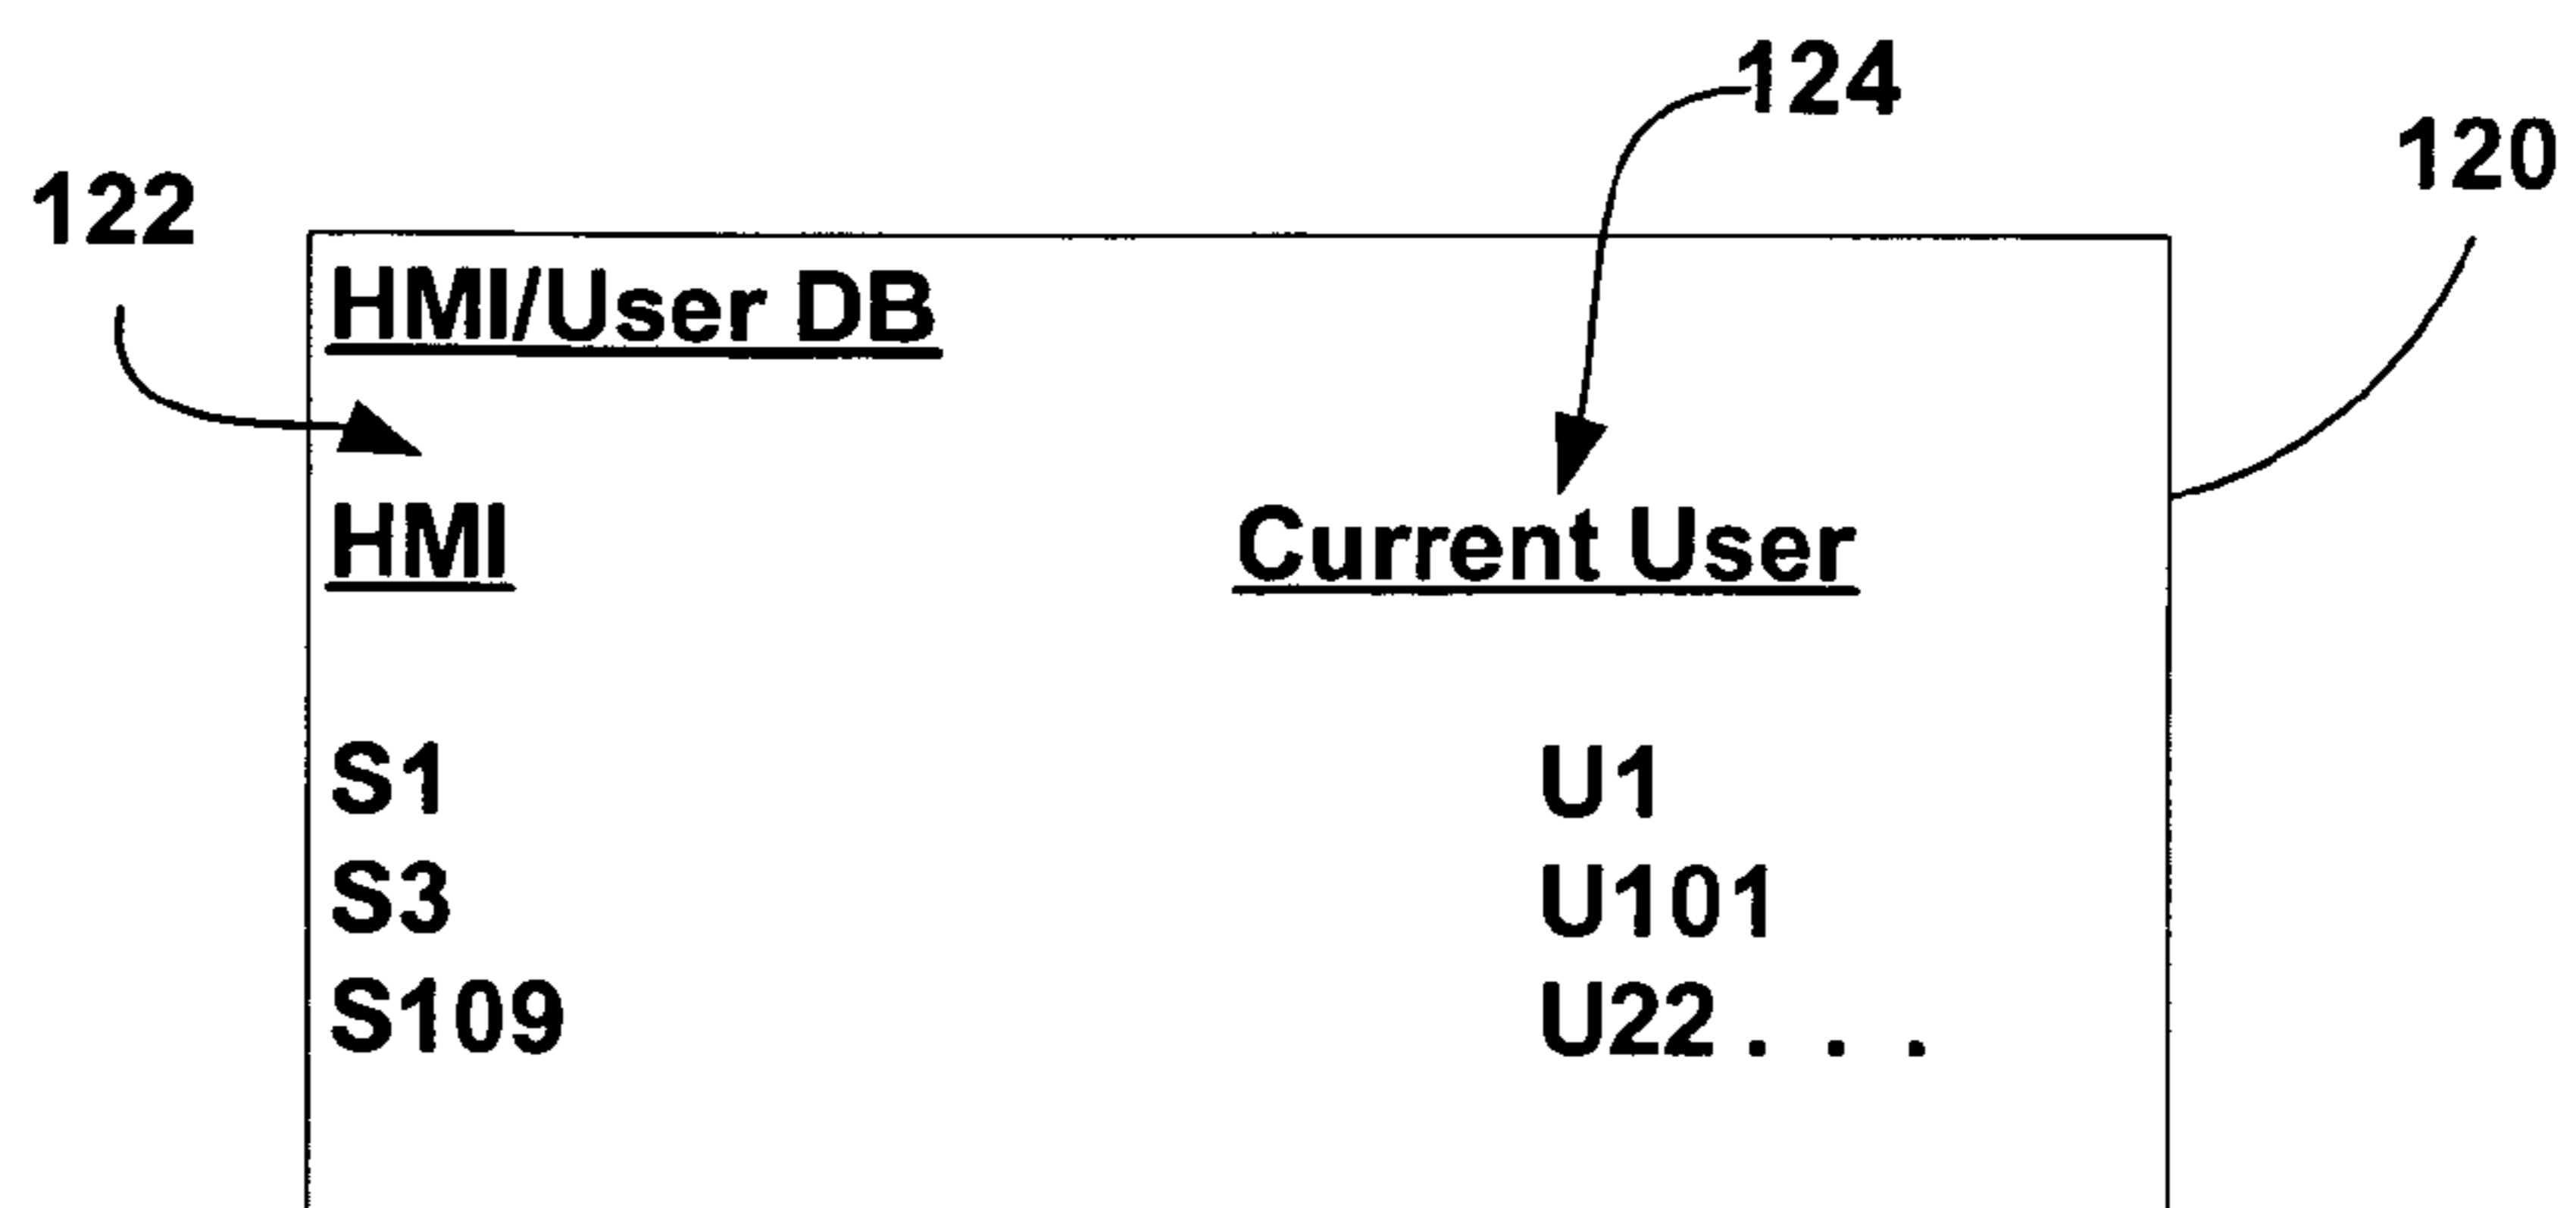 124
120
122
HMI/User DB
HMI Current User
S1 U1
S3 U101
S109 U22 . . .